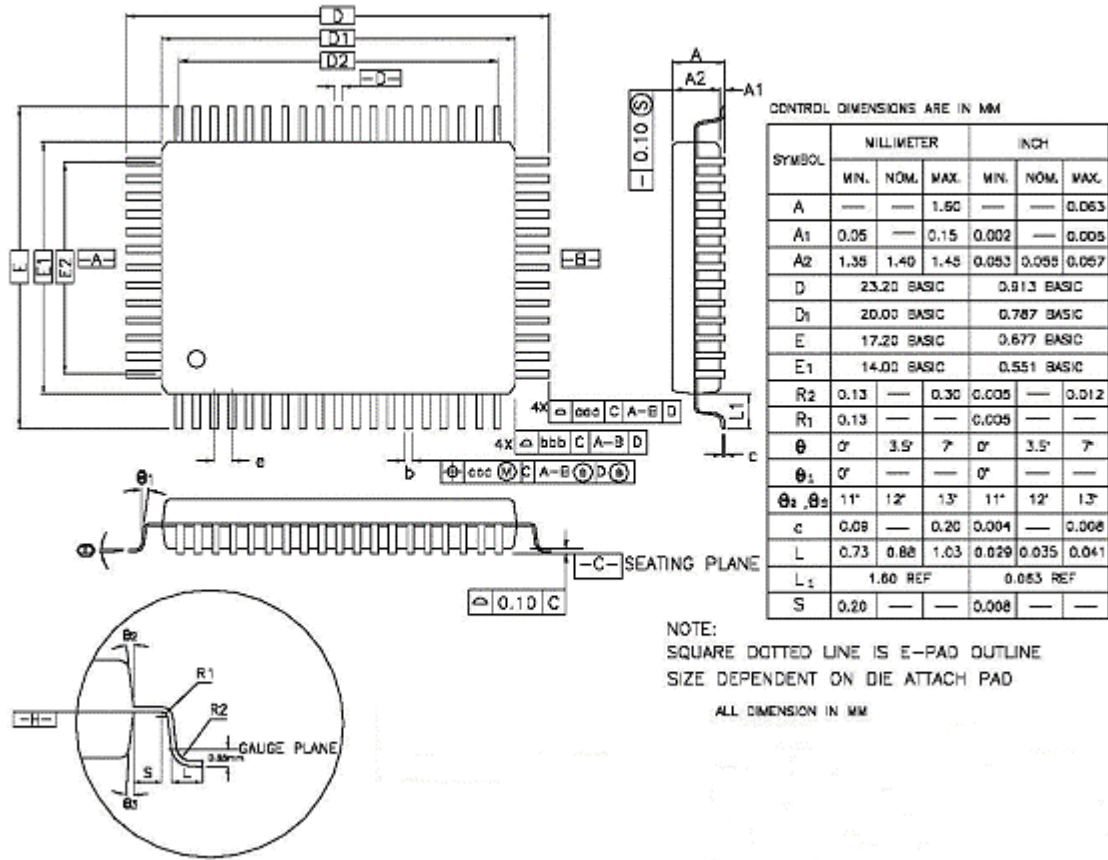 D
D1
D2
-D-
E
E1
E2
-A-
-B-
e
b
4X ⌓ ddd C A-B D
4X ⌓ bbb C A-B D
⌖ ccc Ⓜ C A-B Ⓢ D Ⓢ
A
A2
A1
- 0.10 Ⓢ
L1
c
θ1
-C- SEATING PLANE
⌓ 0.10 C
θ2
R1
R2
-H-
GAUGE PLANE
S
L
θ3
CONTROL DIMENSIONS ARE IN MM
SYMBOL MILLIMETER INCH
MIN. NOM. MAX. MIN. NOM. MAX.
A — — 1.60 — — 0.063
A1 0.05 — 0.15 0.002 —
A2 1.35 1.40 1.45 0.053 0.055 0.057
D 23.20 BASIC 0.913 BASIC
D1 20.00 BASIC 0.787 BASIC
E 17.20 BASIC 0.677 BASIC
E1 14.00 BASIC 0.551 BASIC
R2 0.13 — 0.30 0.005 — 0.012
R1 0.13 — — 0.005 — —
θ 0° 3.5° 7° 0° 3.5° 7°
θ1 0° — — 0° — —
θ2 ,θ3 11° 12° 13° 11° 12° 13°
c 0.09 — 0.20 0.004 — 0.008
L 0.73 0.88 1.03 0.029 0.035 0.041
L1 1.60 REF 0.063 REF
S 0.20 — — 0.008 — —
NOTE:
SQUARE DOTTED LINE IS E-PAD OUTLINE
SIZE DEPENDENT ON DIE ATTACH PAD
ALL DIMENSION IN MM